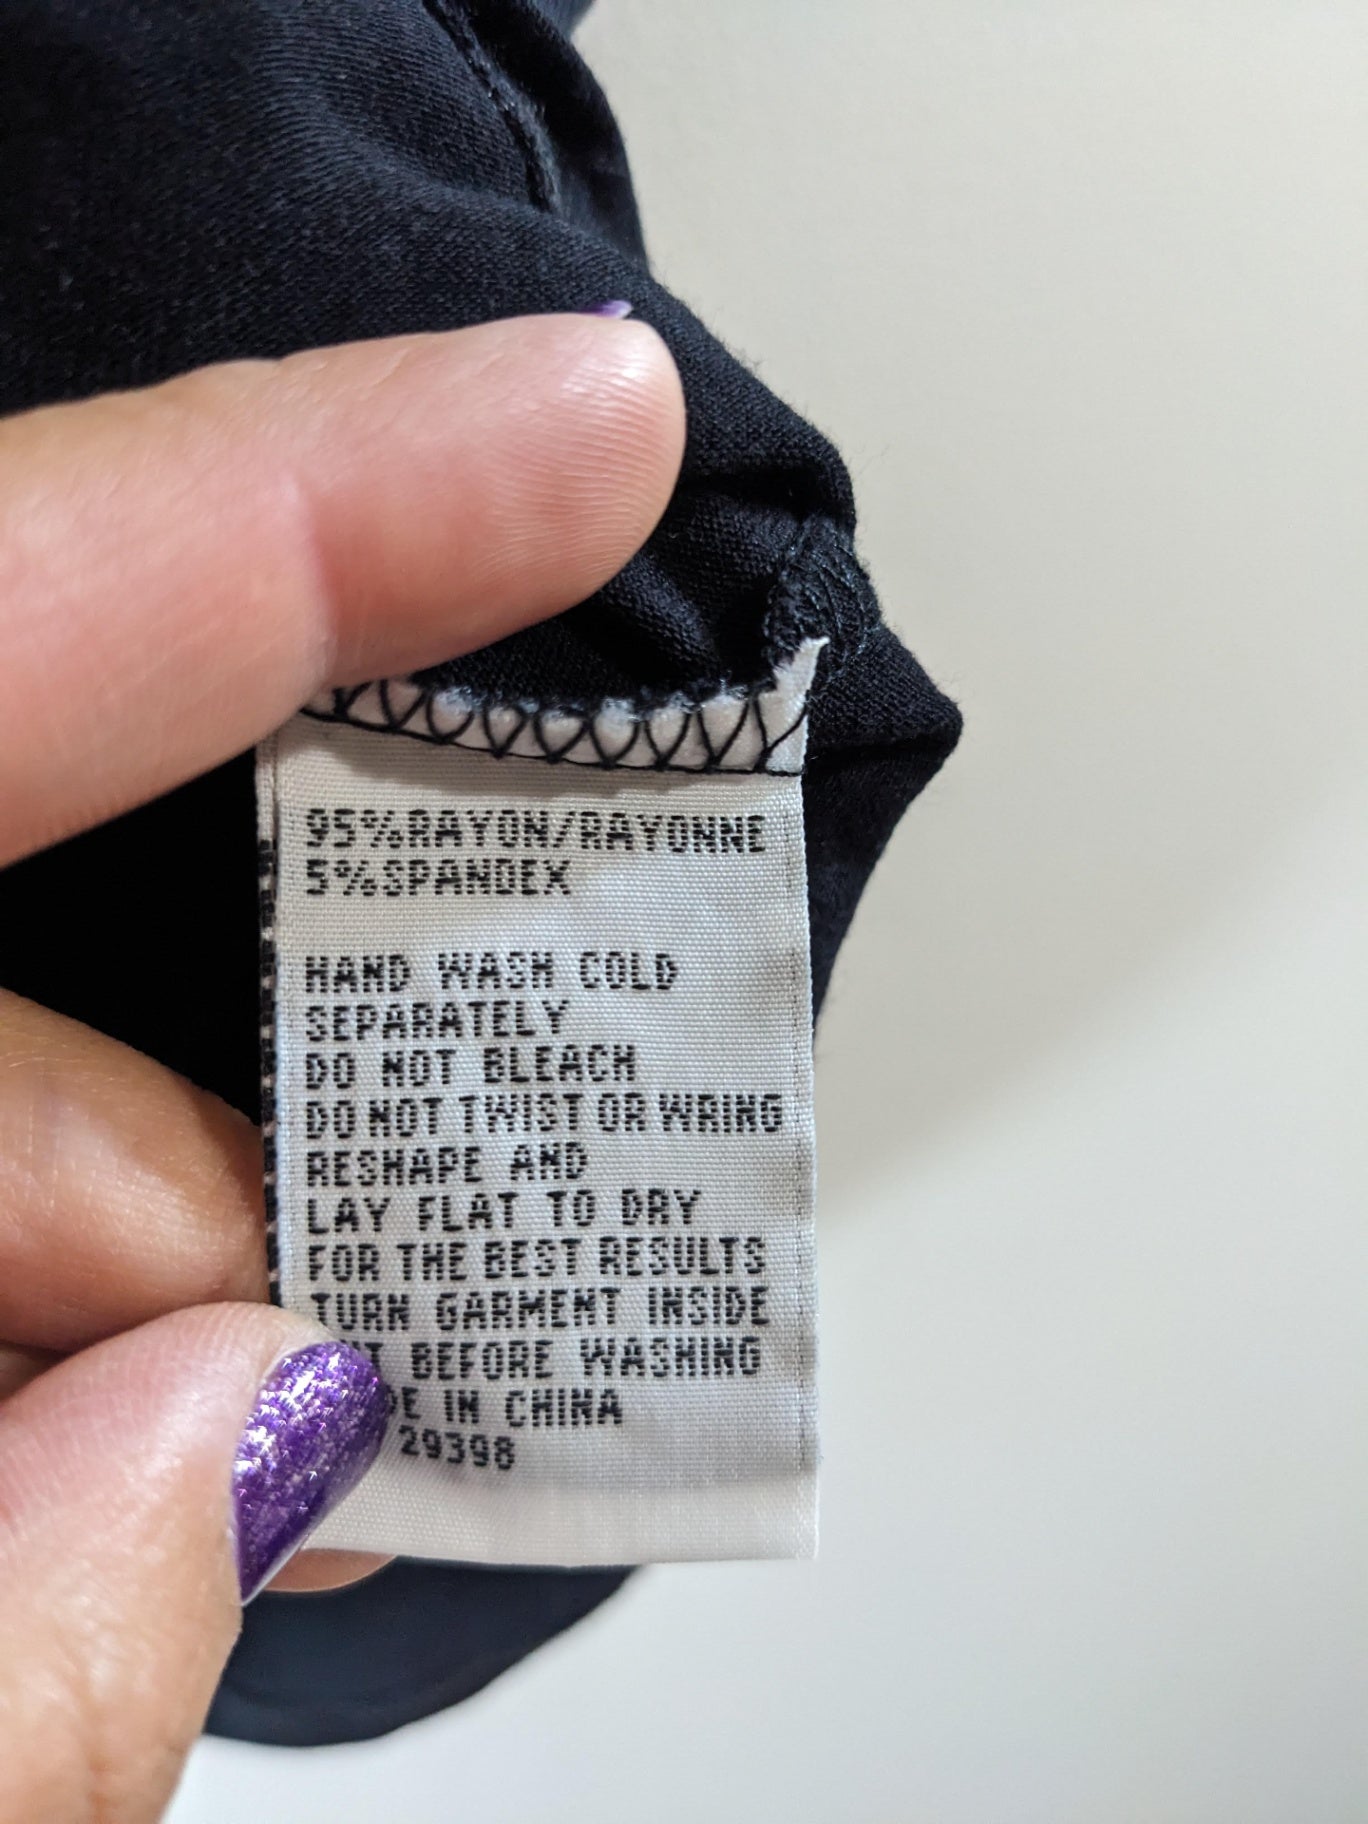 95%RAYON/RAYONNE
5%SPANDEX
HAND WASH COLD
SEPARATELY
DO NOT BLEACH
DO NOT TWIST OR WRING
RESHAPE AND
LAY FLAT TO DRY
FOR THE BEST RESULTS
TURN GARMENT INSIDE
BEFORE WASHING
IN CHINA
29398